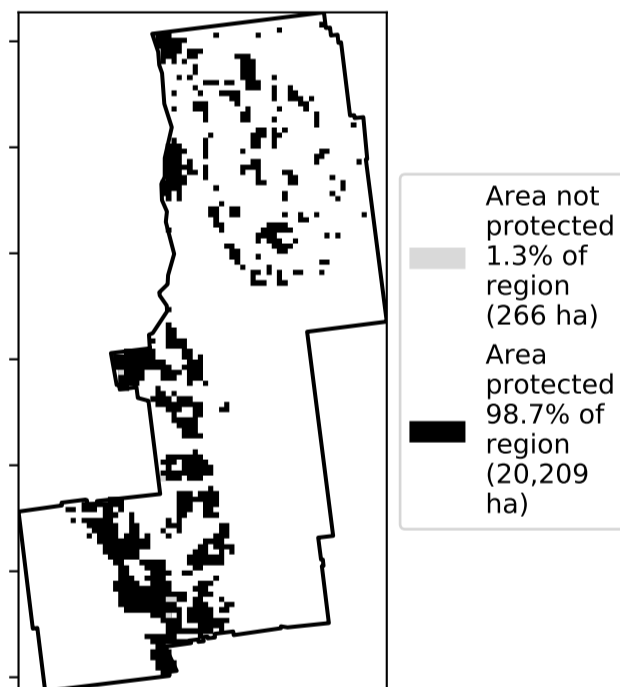 Area not
protected
1.3% of
region
(266 ha)
Area
protected
98.7% of
region
(20,209
ha)